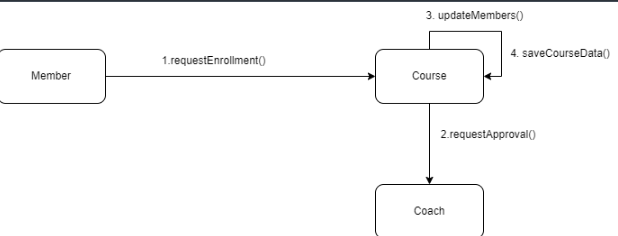 3. updateMembers()
4. saveCourseData()
1.requestEnrollment()
Member
Course
2.requestApproval()
Coach